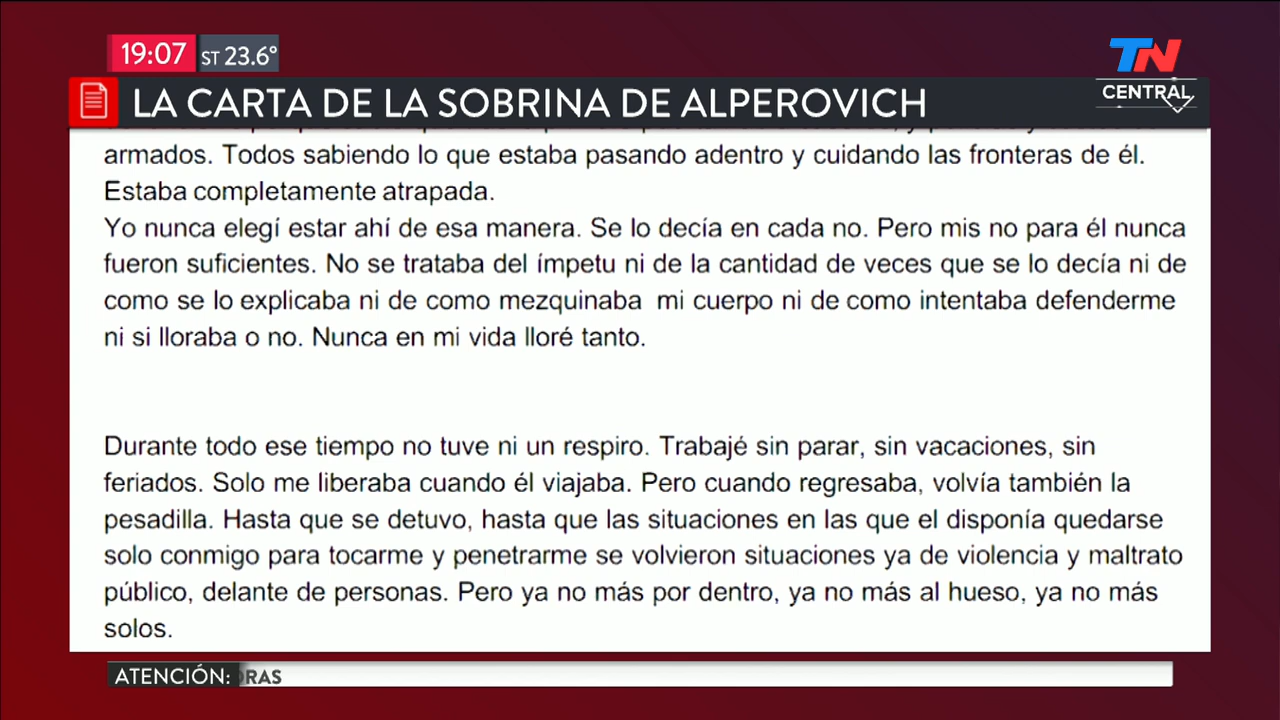 19:07 ST 23.6°
TN
CENTRAL
LA CARTA DE LA SOBRINA DE ALPEROVICH
armados. Todos sabiendo lo que estaba pasando adentro y cuidando las fronteras de él.
Estaba completamente atrapada.
Yo nunca elegí estar ahí de esa manera. Se lo decía en cada no. Pero mis no para él nunca
fueron suficientes. No se trataba del ímpetu ni de la cantidad de veces que se lo decía ni de
como se lo explicaba ni de como mezquinaba mi cuerpo ni de como intentaba defenderme
ni si lloraba o no. Nunca en mi vida lloré tanto.
Durante todo ese tiempo no tuve ni un respiro. Trabajé sin parar, sin vacaciones, sin
feriados. Solo me liberaba cuando él viajaba. Pero cuando regresaba, volvía también la
pesadilla. Hasta que se detuvo, hasta que las situaciones en las que el disponía quedarse
solo conmigo para tocarme y penetrarme se volvieron situaciones ya de violencia y maltrato
público, delante de personas. Pero ya no más por dentro, ya no más al hueso, ya no más
solos.
ATENCIÓN: ORAS